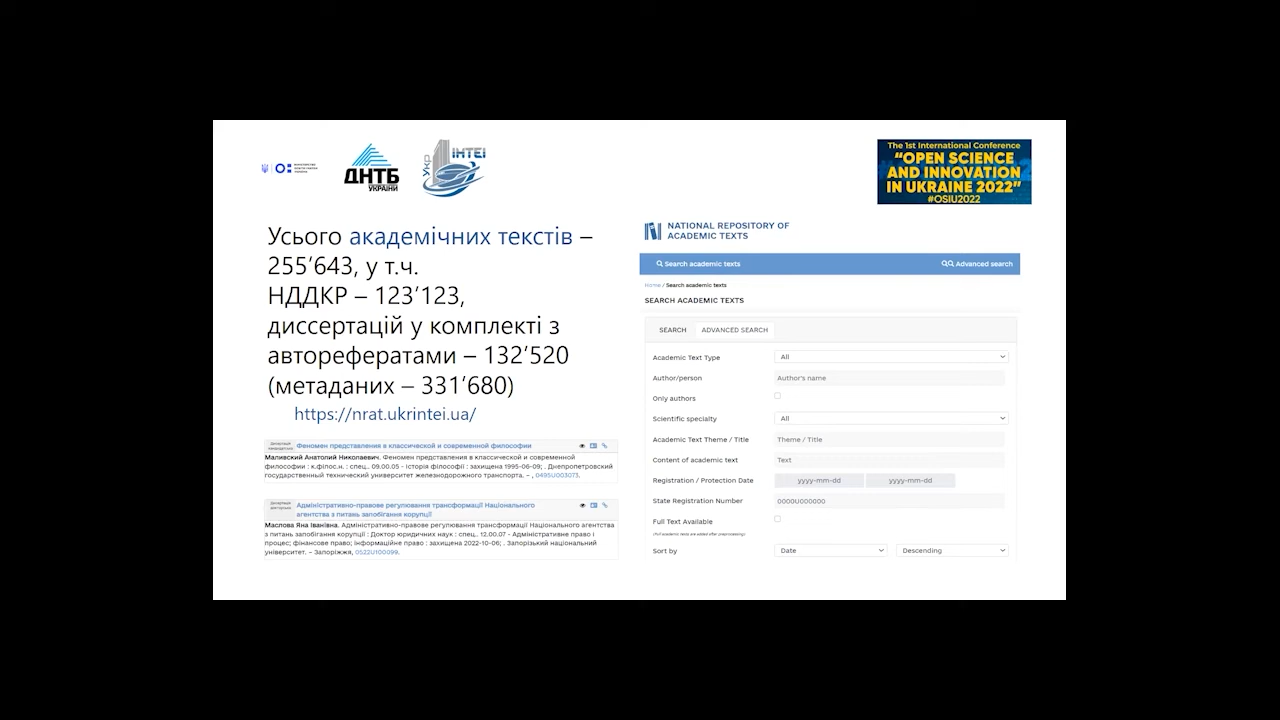 ДНТБ
УКРАЇНИ
УКР
ІНТЕІ
The 1st International Conference
“OPEN SCIENCE
AND INNOVATION
IN UKRAINE 2022”
#OSIU2022
Усього академічних текстів –
255’643, у т.ч.
НДДКР – 123’123,
диссертацій у комплекті з
авторефератами – 132’520
(метаданих – 331’680)
https://nrat.ukrintei.ua/
Феномен представления в классической и современной философии
Маливский Анатолий Николаевич. Феномен представления в классической и современной
философии : к.філос.н. : спец.. 09.00.05 - Історія філософії : захищена 1995-06-09; . Днепропетровский
государственный технический университет железнодорожного транспорта. – , 0495U003073.
Адміністративно-правове регулювання трансформації Національного
агентства з питань запобігання корупції
Маслова Яна Іванівна. Адміністративно-правове регулювання трансформації Національного агентства
з питань запобігання корупції : Доктор юридичних наук : спец.. 12.00.07 - Адміністративне право і
процес; фінансове право; інформаційне право : захищена 2022-10-06; . Запорізький національний
університет. – Запоріжжя, 0522U100099.
NATIONAL REPOSITORY OF
ACADEMIC TEXTS
Search academic texts
Advanced search
Home / Search academic texts
SEARCH ACADEMIC TEXTS
SEARCH ADVANCED SEARCH
Academic Text Type All
Author/person Author's name
Only authors
Scientific specialty All
Academic Text Theme / Title Theme / Title
Content of academic text Text
Registration / Protection Date yyyy-mm-dd yyyy-mm-dd
State Registration Number 0000U000000
Full Text Available
(*Full academic texts are added after preprocessing)
Sort by Date Descending